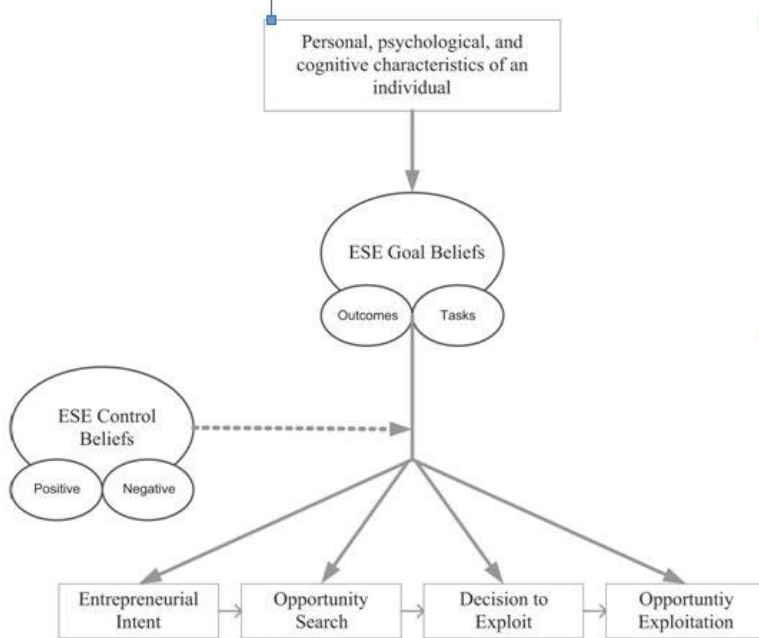 Personal, psychological, and
cognitive characteristics of an
individual
ESE Goal Beliefs
Outcomes
Tasks
ESE Control
Beliefs
Positive
Negative
Entrepreneurial
Intent
Opportunity
Search
Decision to
Exploit
Opportuntiy
Exploitation